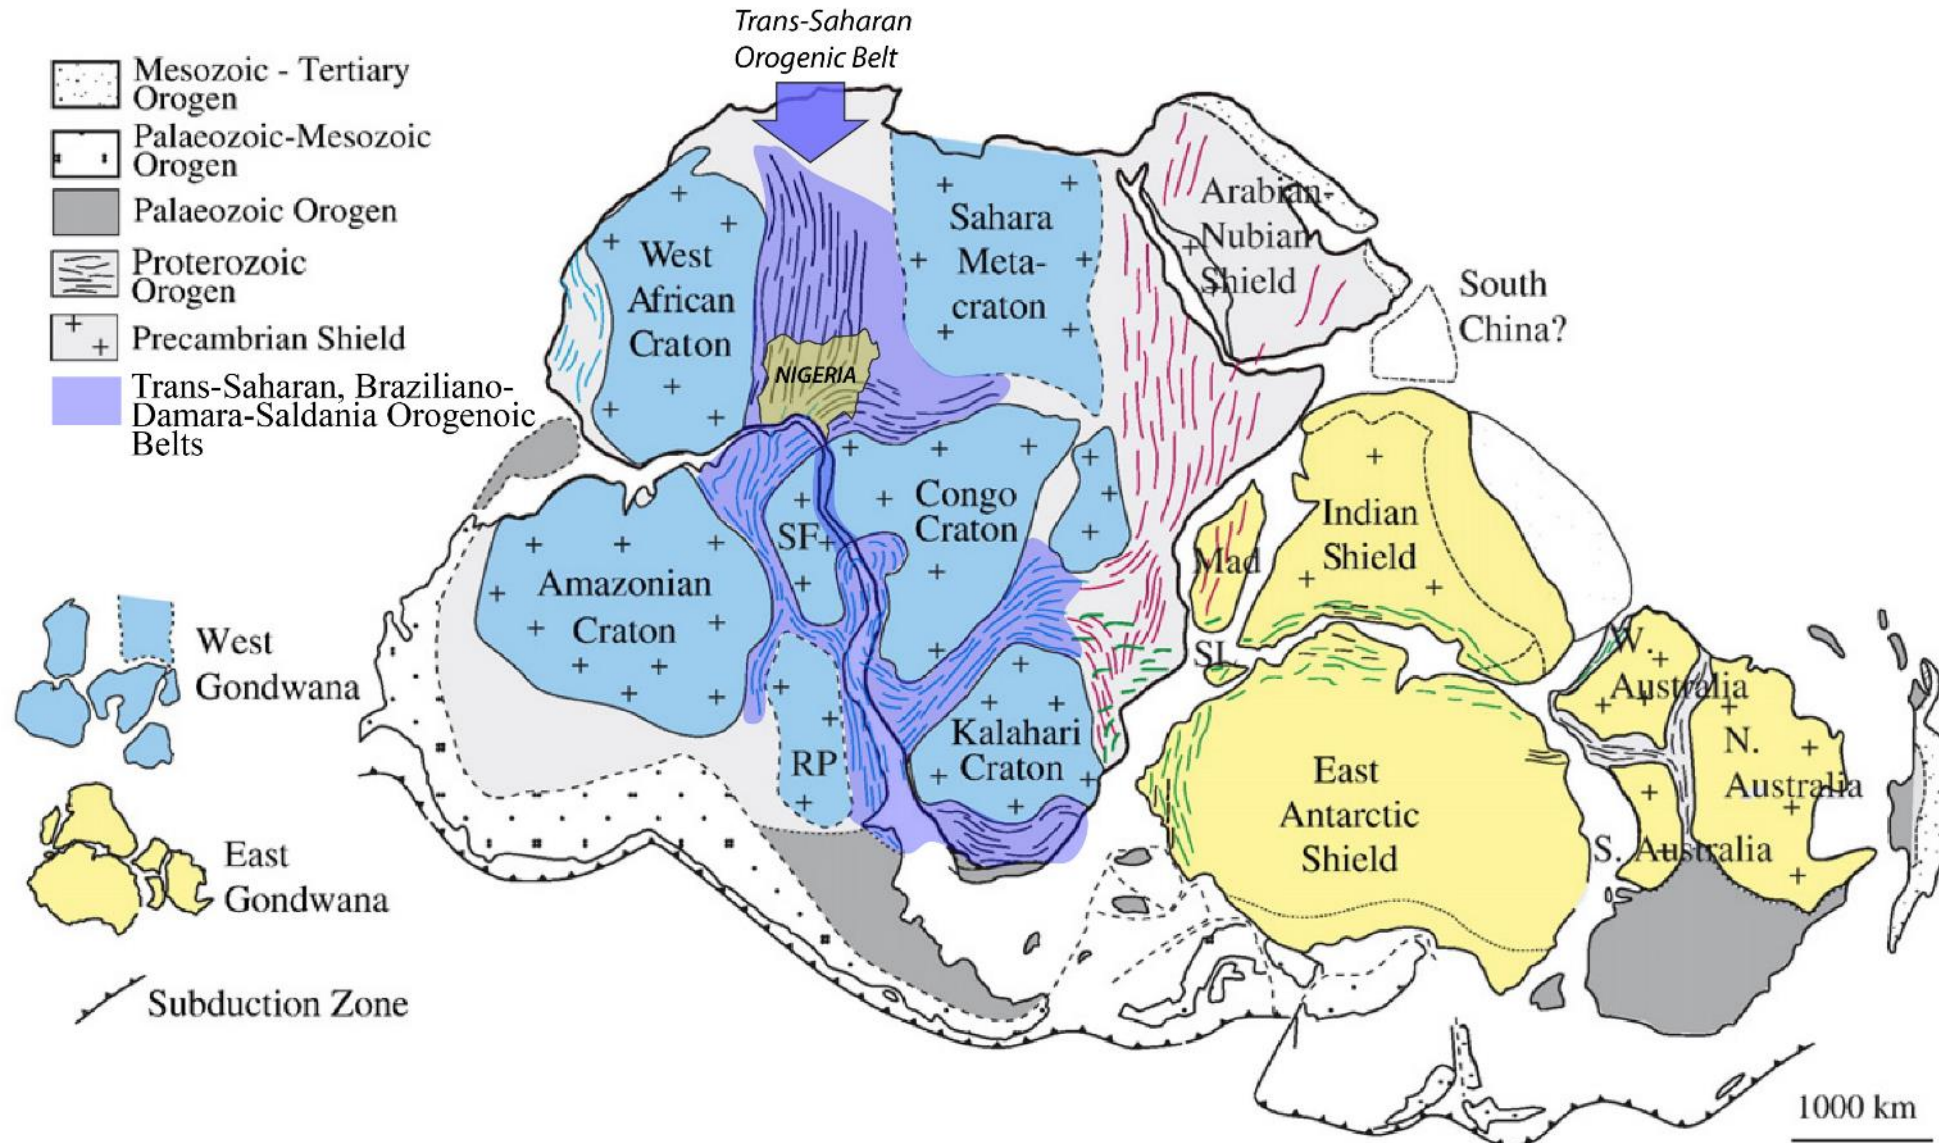 Trans-Saharan
Orogenic Belt
Mesozoic - Tertiary
Orogen
Palaeozoic-Mesozoic
Orogen
Palaeozoic Orogen
Proterozoic
Orogen
Precambrian Shield
Trans-Saharan, Braziliano-
Damara-Saldania Orogenoic
Belts
West
African
Craton
Sahara
Meta-
craton
Arabian-
Nubian
Shield
South
China?
NIGERIA
Congo
Craton
SF
Amazonian
Craton
Indian
Shield
Mad
SL
W.
Australia
N.
Australia
S. Australia
RP
Kalahari
Craton
East
Antarctic
Shield
West
Gondwana
East
Gondwana
Subduction Zone
1000 km